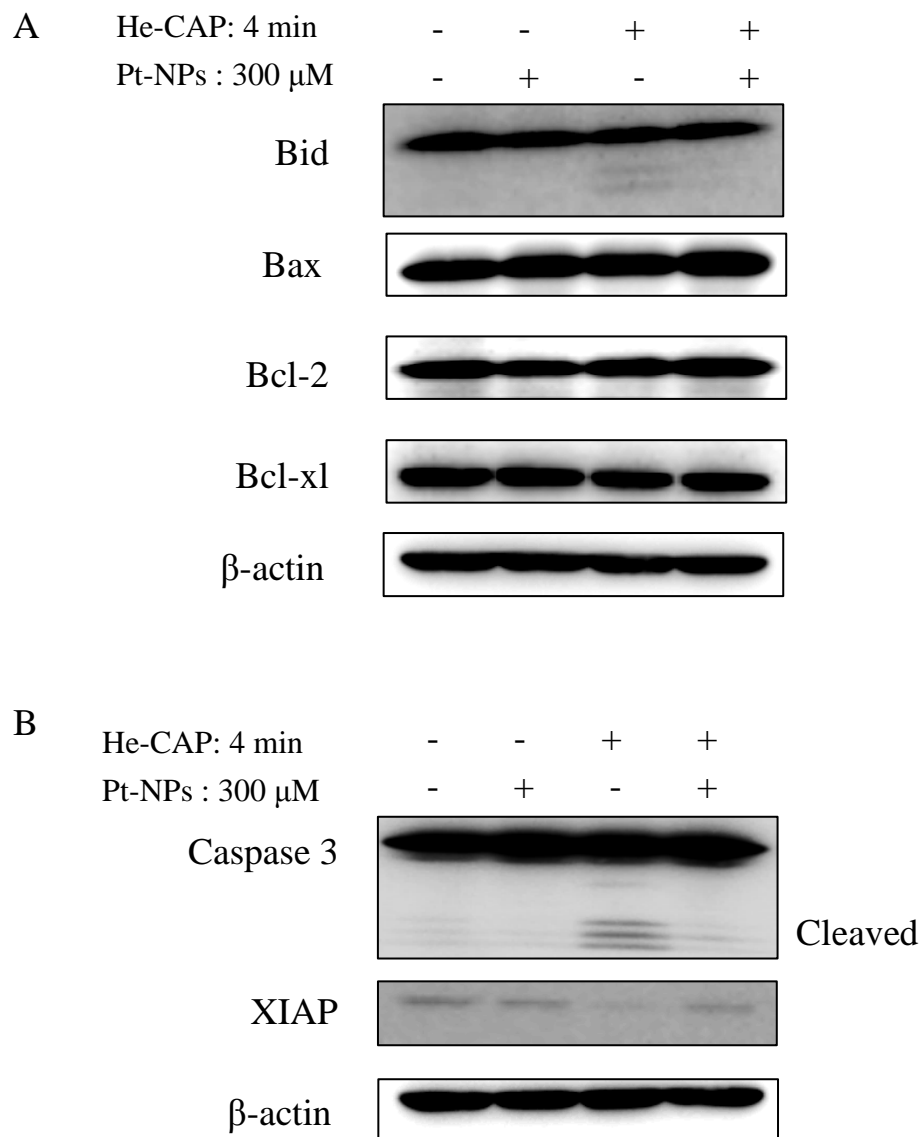 A
He-CAP: 4 min - - + +
Pt-NPs : 300 μM - + - +
Bid
Bax
Bcl-2
Bcl-xl
β-actin
B
He-CAP: 4 min - - + +
Pt-NPs : 300 μM - + - +
Caspase 3
Cleaved
XIAP
β-actin